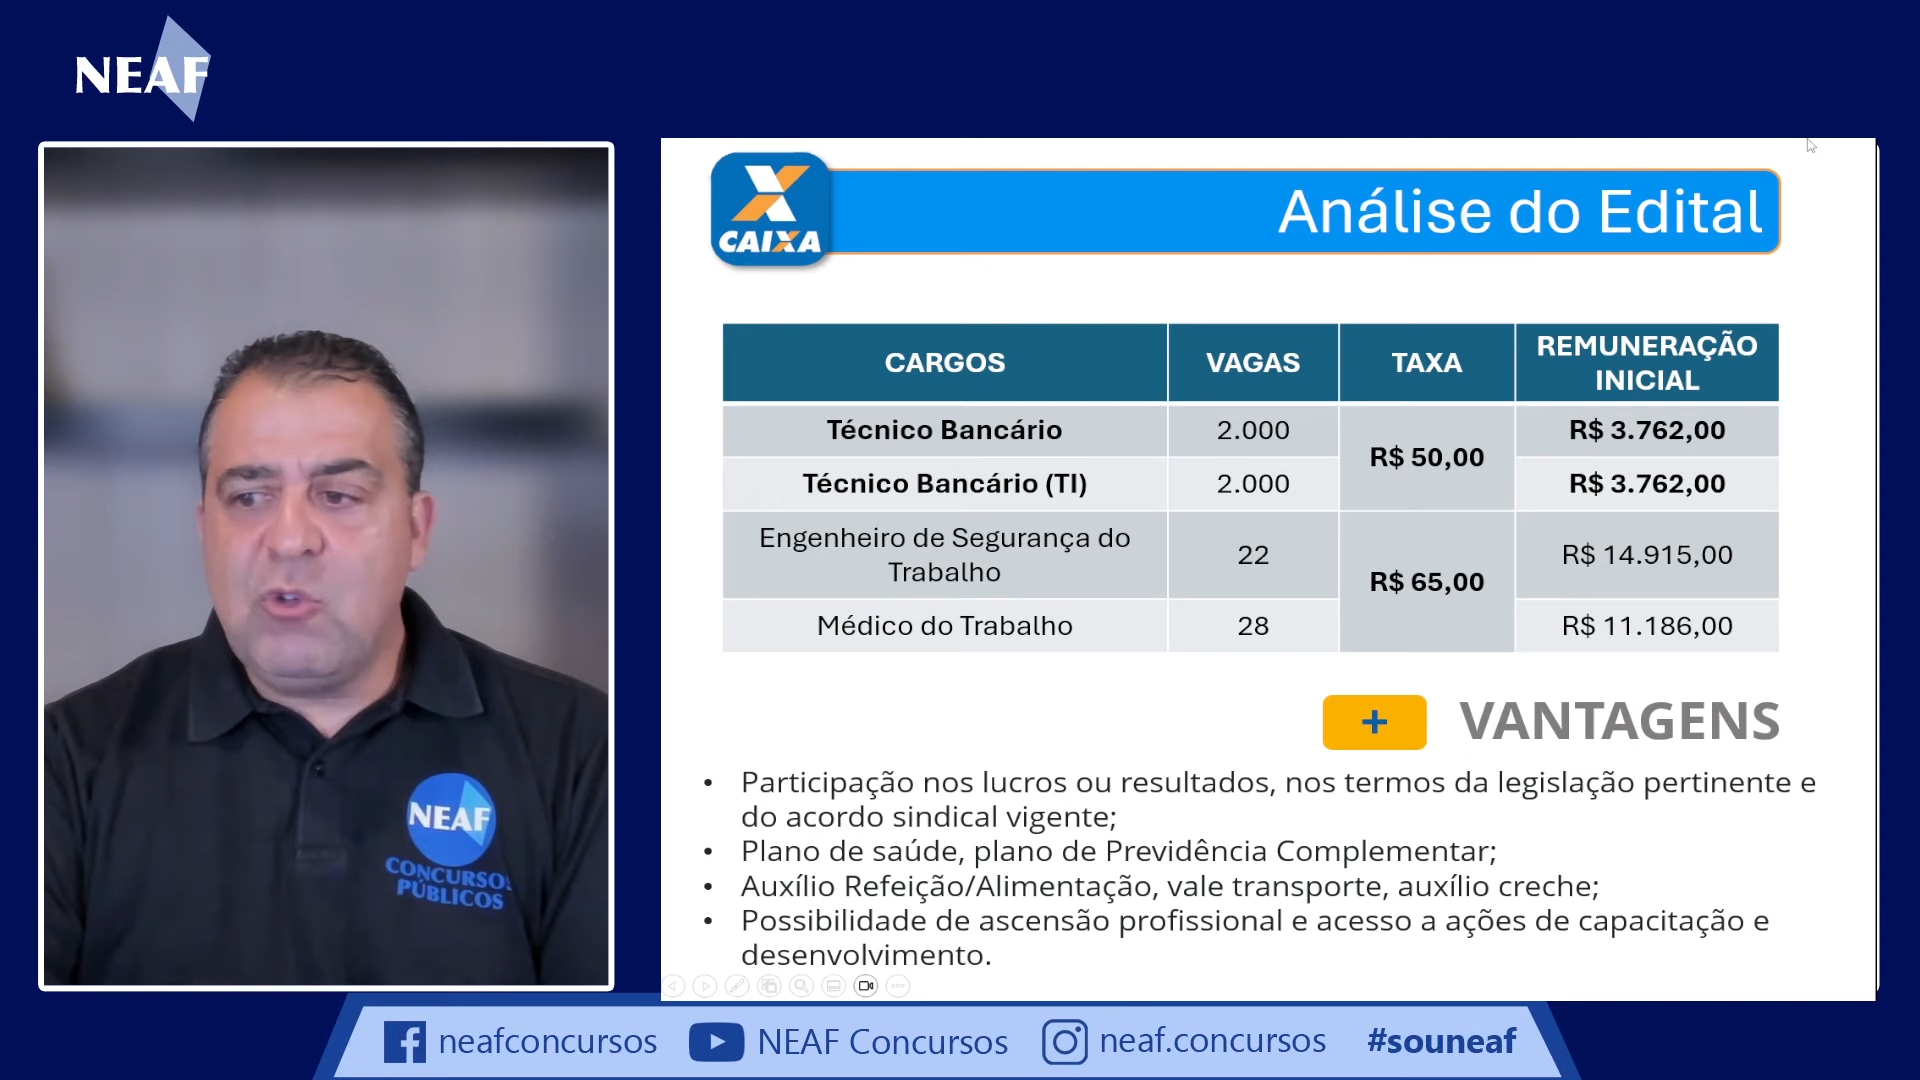 NEAF
CAIXA
Análise do Edital
CARGOS
VAGAS
TAXA
REMUNERAÇÃO
INICIAL
Técnico Bancário
2.000
R$ 50,00
R$ 3.762,00
Técnico Bancário (TI)
2.000
R$ 3.762,00
Engenheiro de Segurança do
Trabalho
22
R$ 65,00
R$ 14.915,00
Médico do Trabalho
28
R$ 11.186,00
+ VANTAGENS
• Participação nos lucros ou resultados, nos termos da legislação pertinente e
do acordo sindical vigente;
• Plano de saúde, plano de Previdência Complementar;
• Auxílio Refeição/Alimentação, vale transporte, auxílio creche;
• Possibilidade de ascensão profissional e acesso a ações de capacitação e
desenvolvimento.
NEAF
CONCURSOS
PÚBLICOS
neafconcursos
NEAF Concursos
neaf.concursos
#souneaf